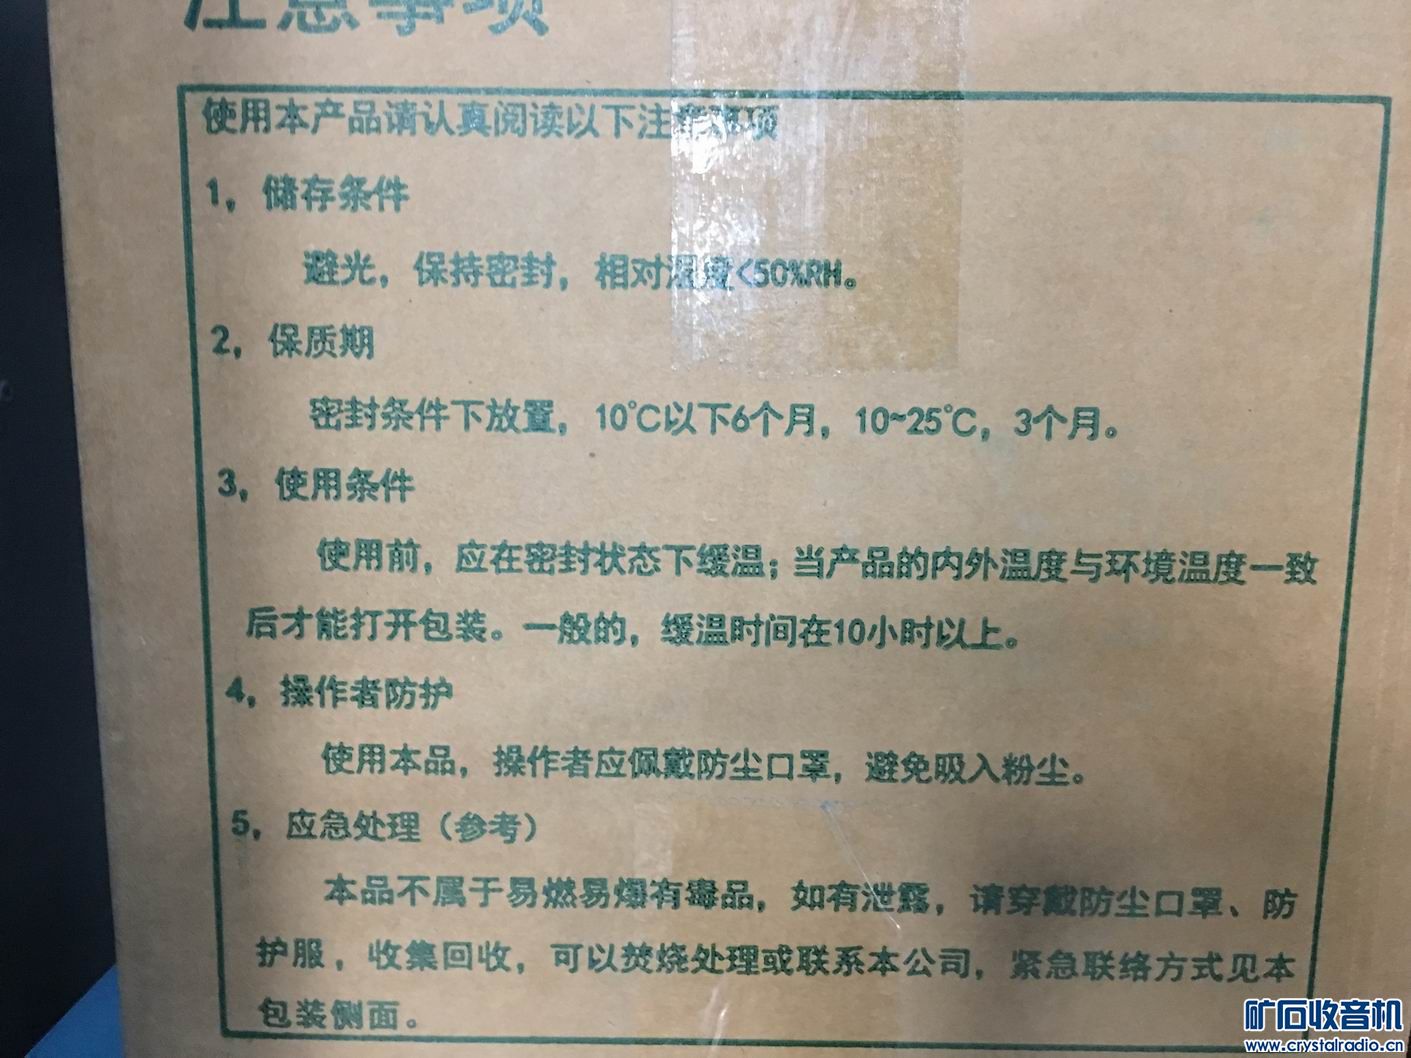 注意事项
使用本产品请认真阅读以下注意事项
1，储存条件
避光，保持密封，相对湿度<50%RH。
2，保质期
密封条件下放置，10℃以下6个月，10~25℃，3个月。
3，使用条件
使用前，应在密封状态下缓温；当产品的内外温度与环境温度一致
后才能打开包装。一般的，缓温时间在10小时以上。
4，操作者防护
使用本品，操作者应佩戴防尘口罩，避免吸入粉尘。
5，应急处理（参考）
本品不属于易燃易爆有毒品，如有泄露，请穿戴防尘口罩、防
护服，收集回收，可以焚烧处理或联系本公司，紧急联络方式见本
包装侧面。
矿石收音机
www.crystalradio.cn